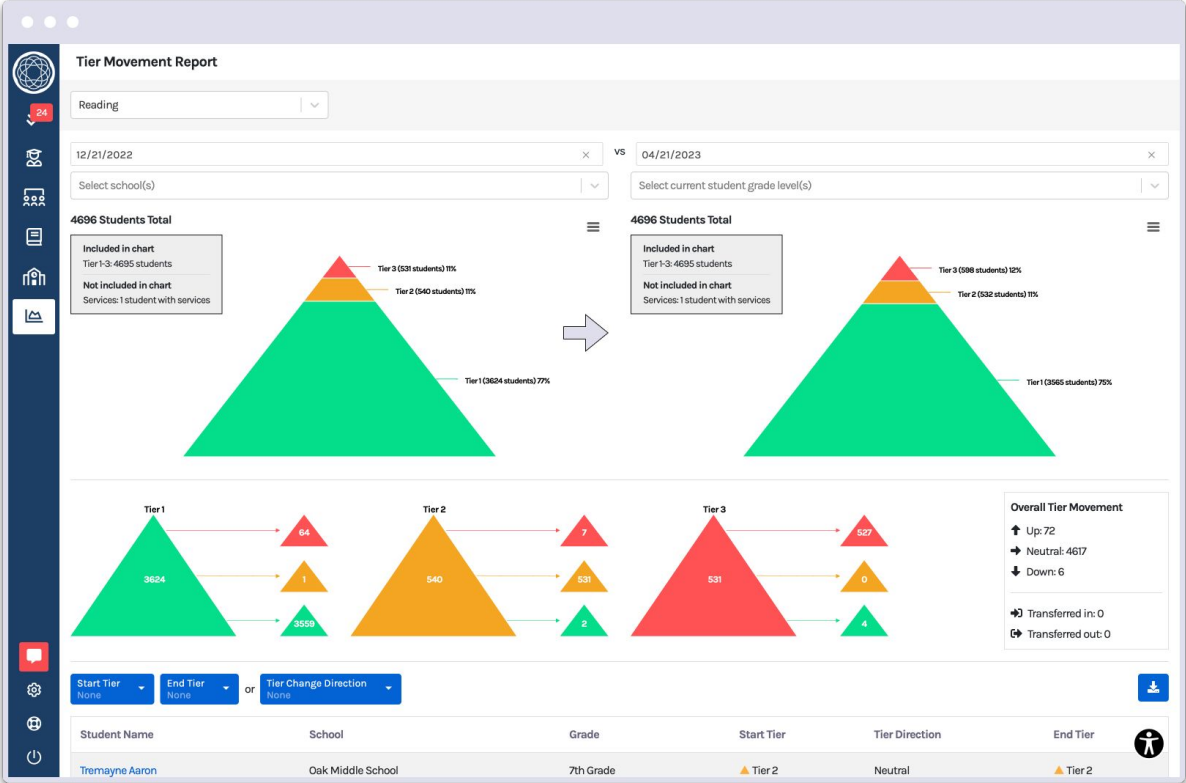 Tier Movement Report
24
Reading
12/21/2022
vs
04/21/2023
Select school(s)
Select current student grade level(s)
4696 Students Total
Included in chart
Tier 1-3: 4695 students
Not included in chart
Services: 1 student with services
Tier 3 (531 students) 11%
Tier 2 (540 students) 11%
Tier 1 (3624 students) 77%
4696 Students Total
Included in chart
Tier 1-3: 4695 students
Not included in chart
Services: 1 student with services
Tier 3 (598 students) 12%
Tier 2 (532 students) 11%
Tier 1 (3565 students) 75%
Tier 1
3624
64
1
3559
Tier 2
540
7
531
2
Tier 3
531
527
0
4
Overall Tier Movement
Up: 72
Neutral: 4617
Down: 6
Transferred in: 0
Transferred out: 0
Start Tier
None
End Tier
None
or
Tier Change Direction
None
Student Name School Grade Start Tier Tier Direction End Tier
Tremayne Aaron Oak Middle School 7th Grade Tier 2 Neutral Tier 2